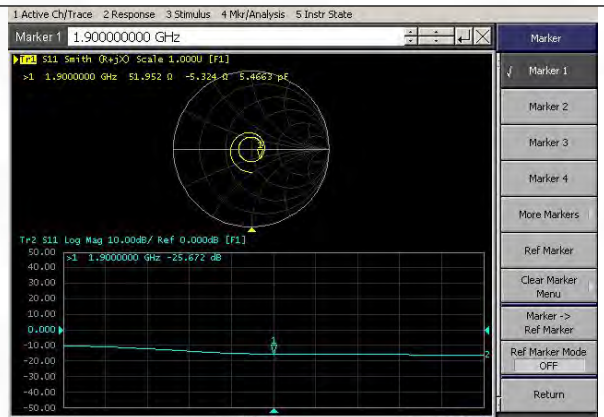 1 Active Ch/Trace 2 Response 3 Stimulus 4 Mkr/Analysis 5 Instr State
Marker 1 1.900000000 GHz
Marker
Tr1 S11 Smith (R+jX) Scale 1.000U [F1]
>1 1.9000000 GHz 51.952 Ω -5.324 Ω 5.4663 pF
√ Marker 1
Marker 2
Marker 3
Marker 4
More Markers
Ref Marker
Clear Marker
Menu
Marker ->
Ref Marker
Ref Marker Mode
OFF
Return
Tr2 S11 Log Mag 10.00dB/ Ref 0.000dB [F1]
>1 1.9000000 GHz -25.672 dB
50.00
40.00
30.00
20.00
10.00
0.000
-10.00
-20.00
-30.00
-40.00
-50.00
1
2